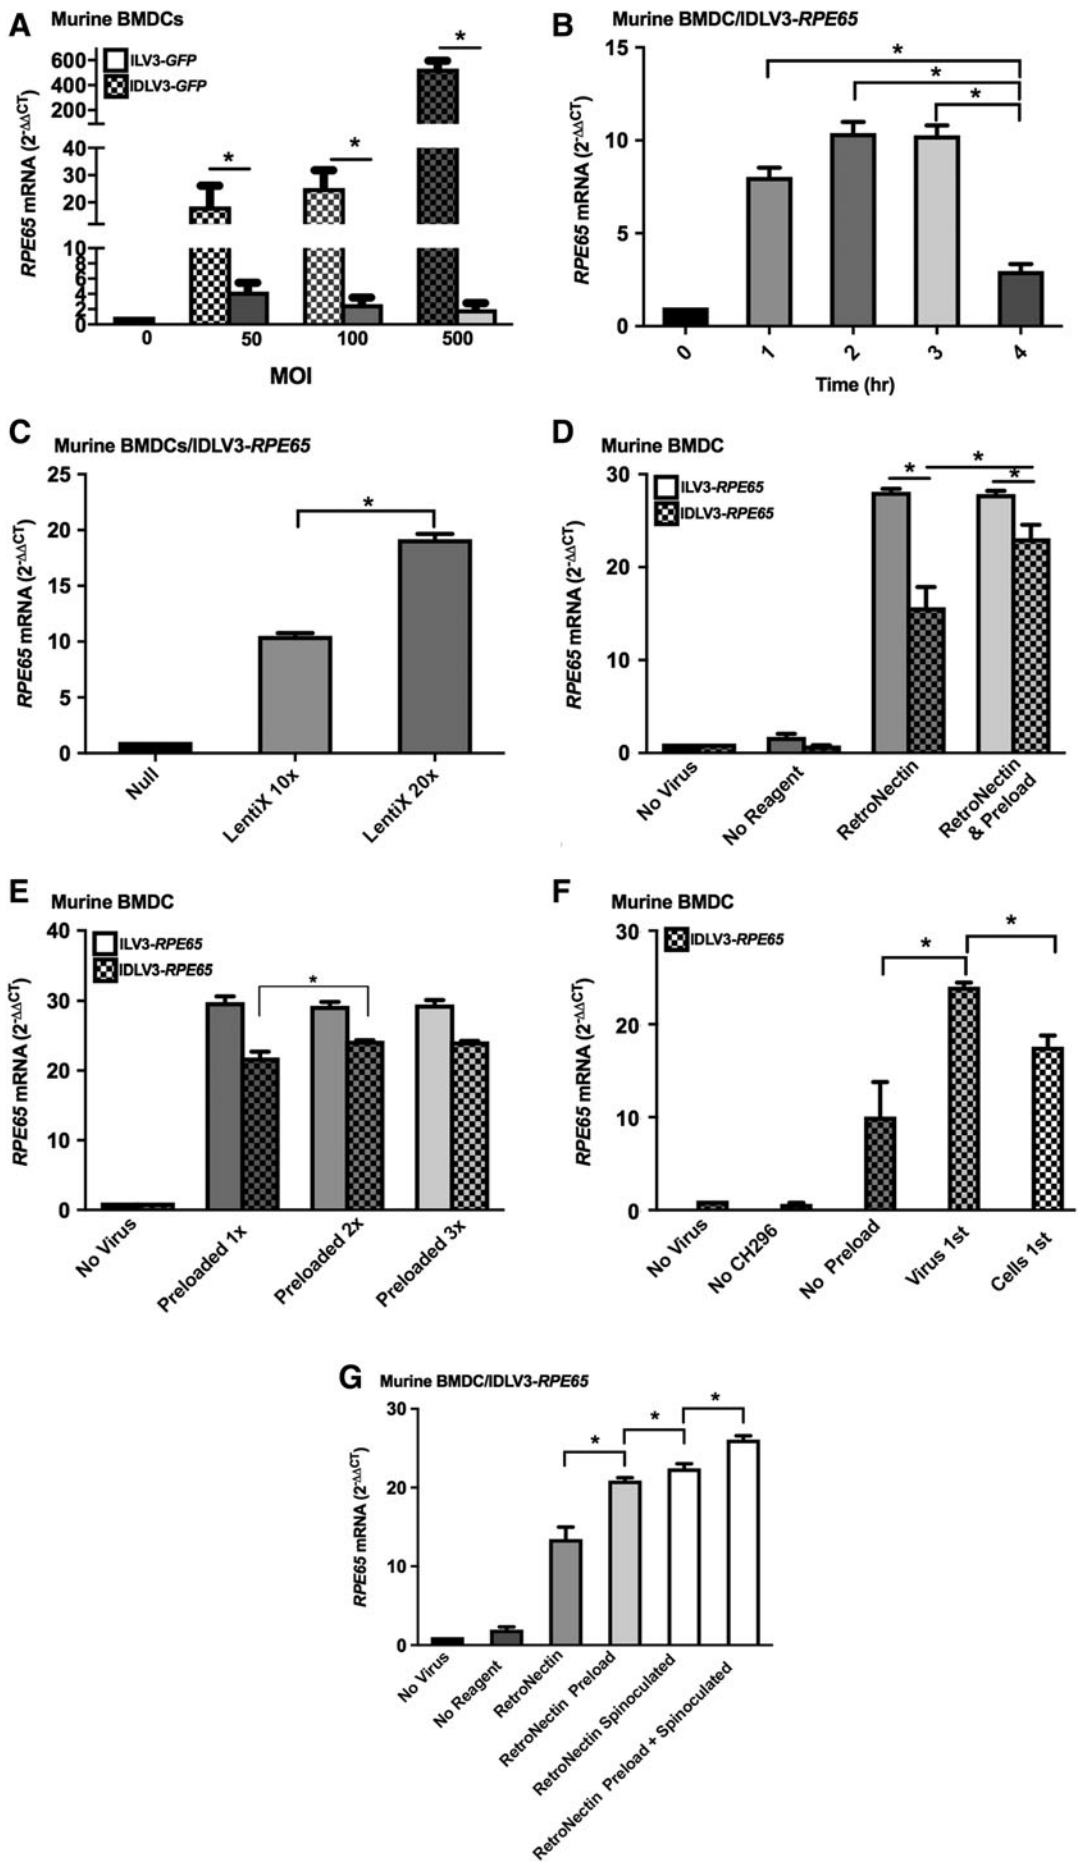 A Murine BMDCs
RPE65 mRNA (2-ΔΔCT)
600
400
200
40
30
20
10
8
6
4
2
0
ILV3-GFP
IDLV3-GFP
*
*
*
0 50 100 500
MOI
B Murine BMDC/IDLV3-RPE65
RPE65 mRNA (2-ΔΔCT)
15
10
5
0
*
*
*
0 1 2 3 4
Time (hr)
C Murine BMDCs/IDLV3-RPE65
RPE65 mRNA (2-ΔΔCT)
25
20
15
10
5
0
*
Null
LentiX 10x
LentiX 20x
D Murine BMDC
RPE65 mRNA (2-ΔΔCT)
30
20
10
0
ILV3-RPE65
IDLV3-RPE65
*
*
*
No Virus
No Reagent
RetroNectin
RetroNectin
& Preload
E Murine BMDC
RPE65 mRNA (2-ΔΔCT)
40
30
20
10
0
ILV3-RPE65
IDLV3-RPE65
*
No Virus
Preloaded 1x
Preloaded 2x
Preloaded 3x
F Murine BMDC
RPE65 mRNA (2-ΔΔCT)
30
20
10
0
IDLV3-RPE65
*
*
No Virus
No CH296
No Preload
Virus 1st
Cells 1st
G Murine BMDC/IDLV3-RPE65
RPE65 mRNA (2-ΔΔCT)
30
20
10
0
*
*
*
No Virus
No Reagent
RetroNectin
RetroNectin Preload
RetroNectin Spinoculated
RetroNectin Preload + Spinoculated